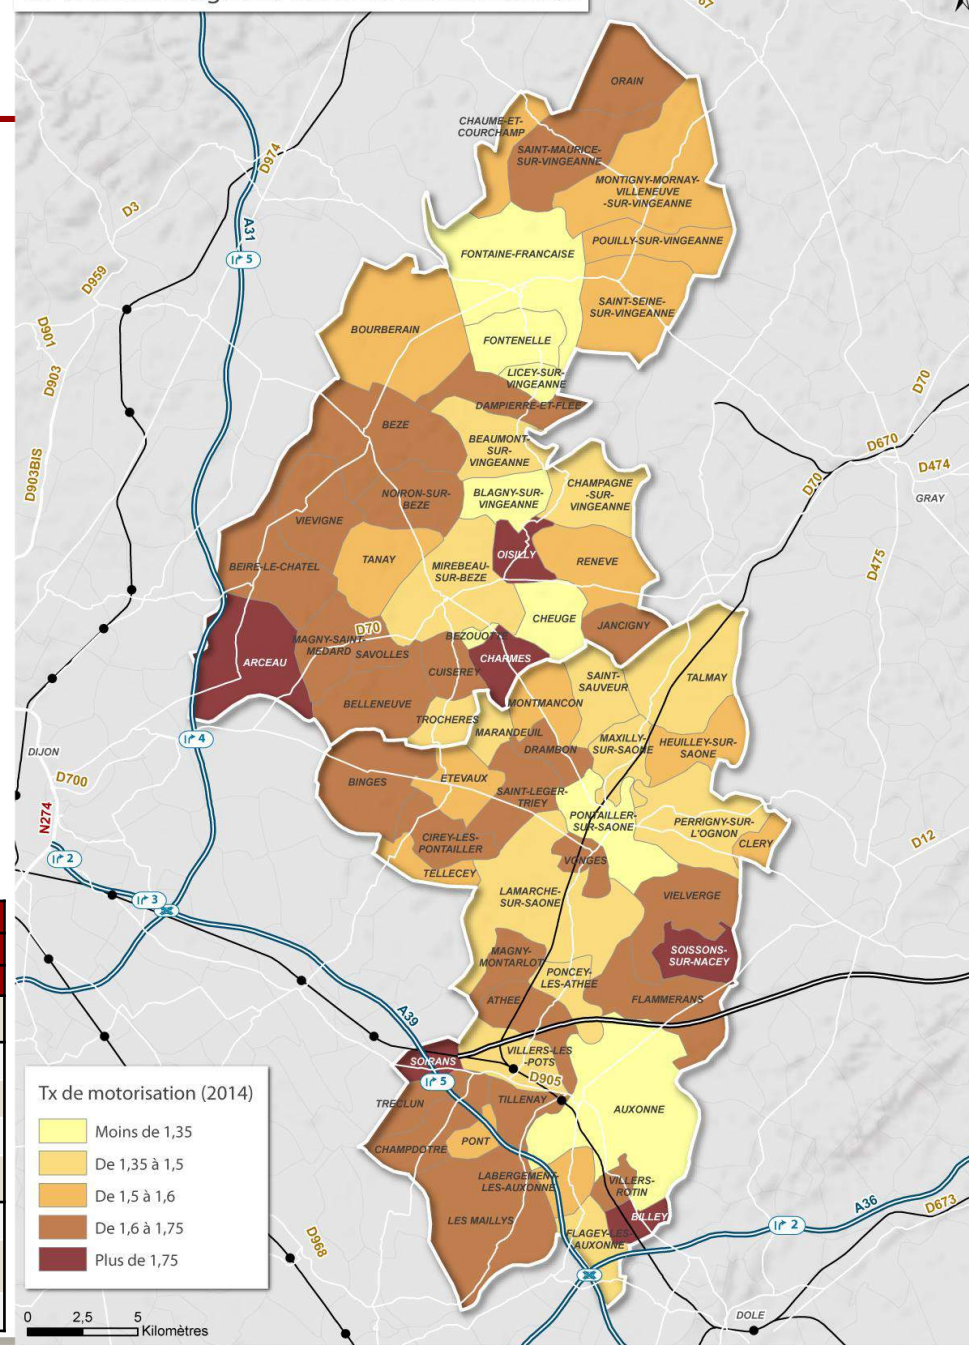 ORAIN
CHAUME-ET-
COURCHAMP
SAINT-MAURICE-
SUR-VINGEANNE
D974
MONTIGNY-MORNAY-
VILLENEUVE
-SUR-VINGEANNE
D3
A31
POUILLY-SUR-VINGEANNE
FONTAINE-FRANCAISE
5
D959
SAINT-SEINE-
SUR-VINGEANNE
D901
BOURBERAIN
FONTENELLE
D903
LICEY-SUR-
VINGEANNE
D70
DAMPIERRE-ET-FLEE
BEZE
BEAUMONT-
SUR-
VINGEANNE
D670
D474
D903BIS
D70
NOIRON-SUR-
BEZE
BLAGNY-SUR-
VINGEANNE
CHAMPAGNE
-SUR-
VINGEANNE
GRAY
VIEVIGNE
OISILLY
RENEVE
D475
BEIRE-LE-CHATEL
TANAY
MIREBEAU-
SUR-BEZE
CHEUGE
JANCIGNY
D70
BEZOUOTTE
MAGNY-SAINT-
MEDARD
SAVOLLES
ARCEAU
CHARMES
CUISEREY
SAINT-
SAUVEUR
TALMAY
BELLENEUVE
MONTMANCON
TROCHERES
MARANDEUIL
4
DIJON
DRAMBON
MAXILLY-
SUR-SAONE
HEUILLEY-SUR-
SAONE
D700
BINGES
ETEVAUX
SAINT-LEGER-
TRIEY
N274
PONTAILLER-
SUR-SAONE
PERRIGNY-SUR-
L'OGNON
CLERY
D12
2
CIREY-LES-
PONTAILLER
VONGES
TELLECEY
3
LAMARCHE-
SUR-SAONE
VIELVERGE
MAGNY-
MONTARLOT
SOISSONS-
SUR-NACEY
PONCEY-
LES-ATHEE
ATHEE
FLAMMERANS
A39
SOIRANS
VILLERS-LES
-POTS
5
D905
TRECLUN
TILLENAY
AUXONNE
CHAMPDOTRE
PONT
LABERGEMENT-
LES-AUXONNE
VILLERS-
ROTIN
LES MAILLYS
BILLEY
A36
D673
2
FLAGEY-LES-
AUXONNE
D968
DOLE
Tx de motorisation (2014)
Moins de 1,35
De 1,35 à 1,5
De 1,5 à 1,6
De 1,6 à 1,75
Plus de 1,75
0 2,5 5
Kilomètres